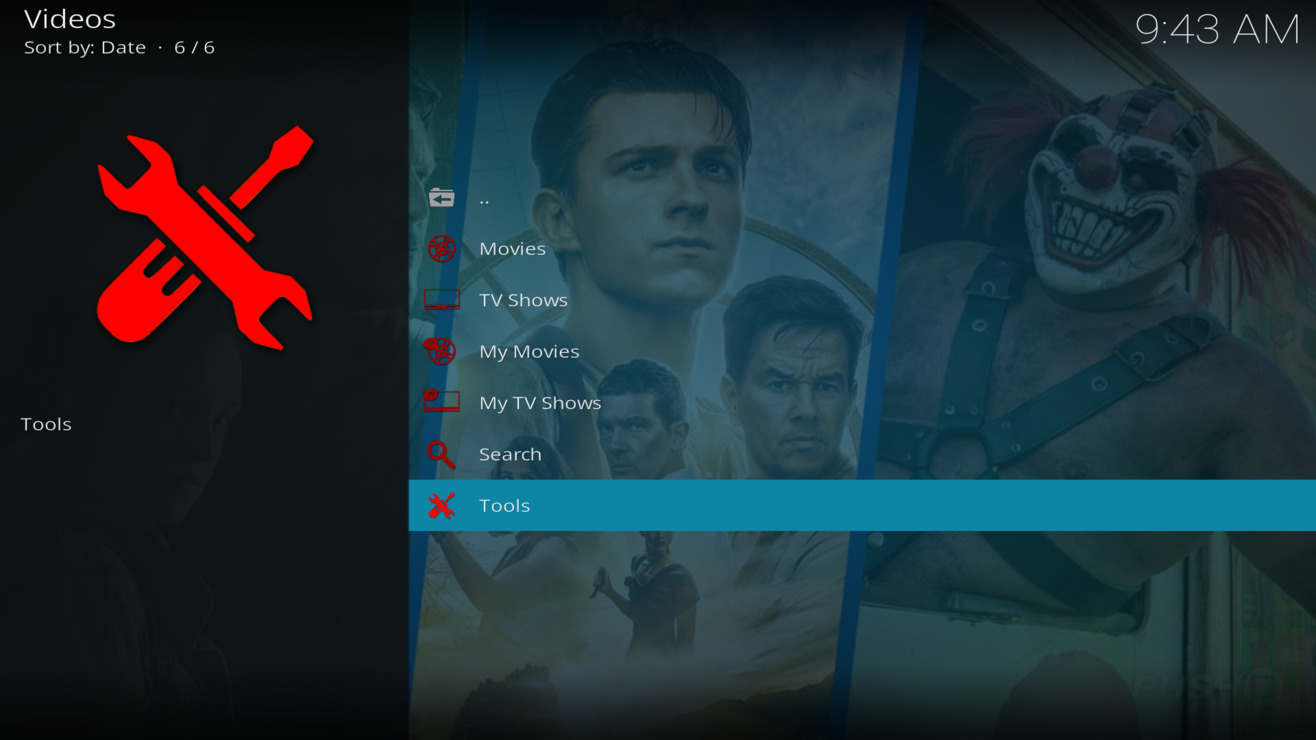 Videos
Sort by: Date · 6 / 6
9:43 AM
..
Movies
TV Shows
My Movies
My TV Shows
Search
Tools
Tools